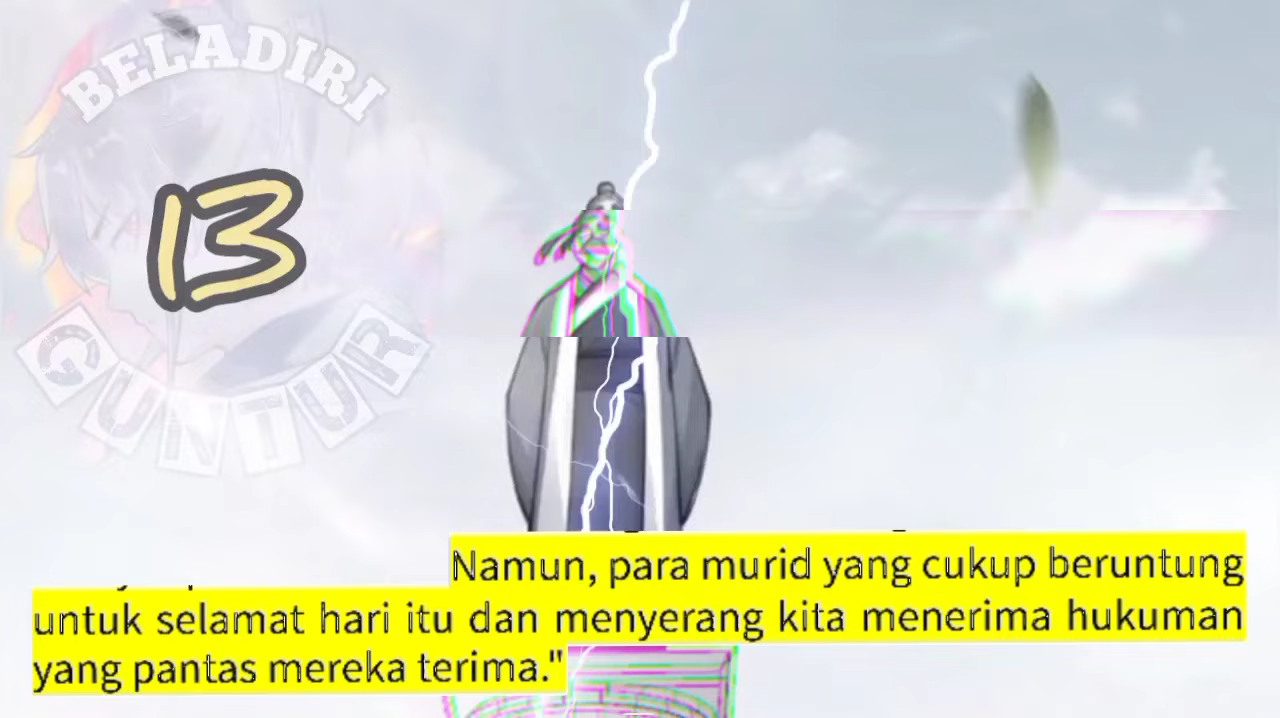 BELADIRI
13
GUNTUR
Namun, para murid yang cukup beruntung
untuk selamat hari itu dan menyerang kita menerima hukuman
yang pantas mereka terima."